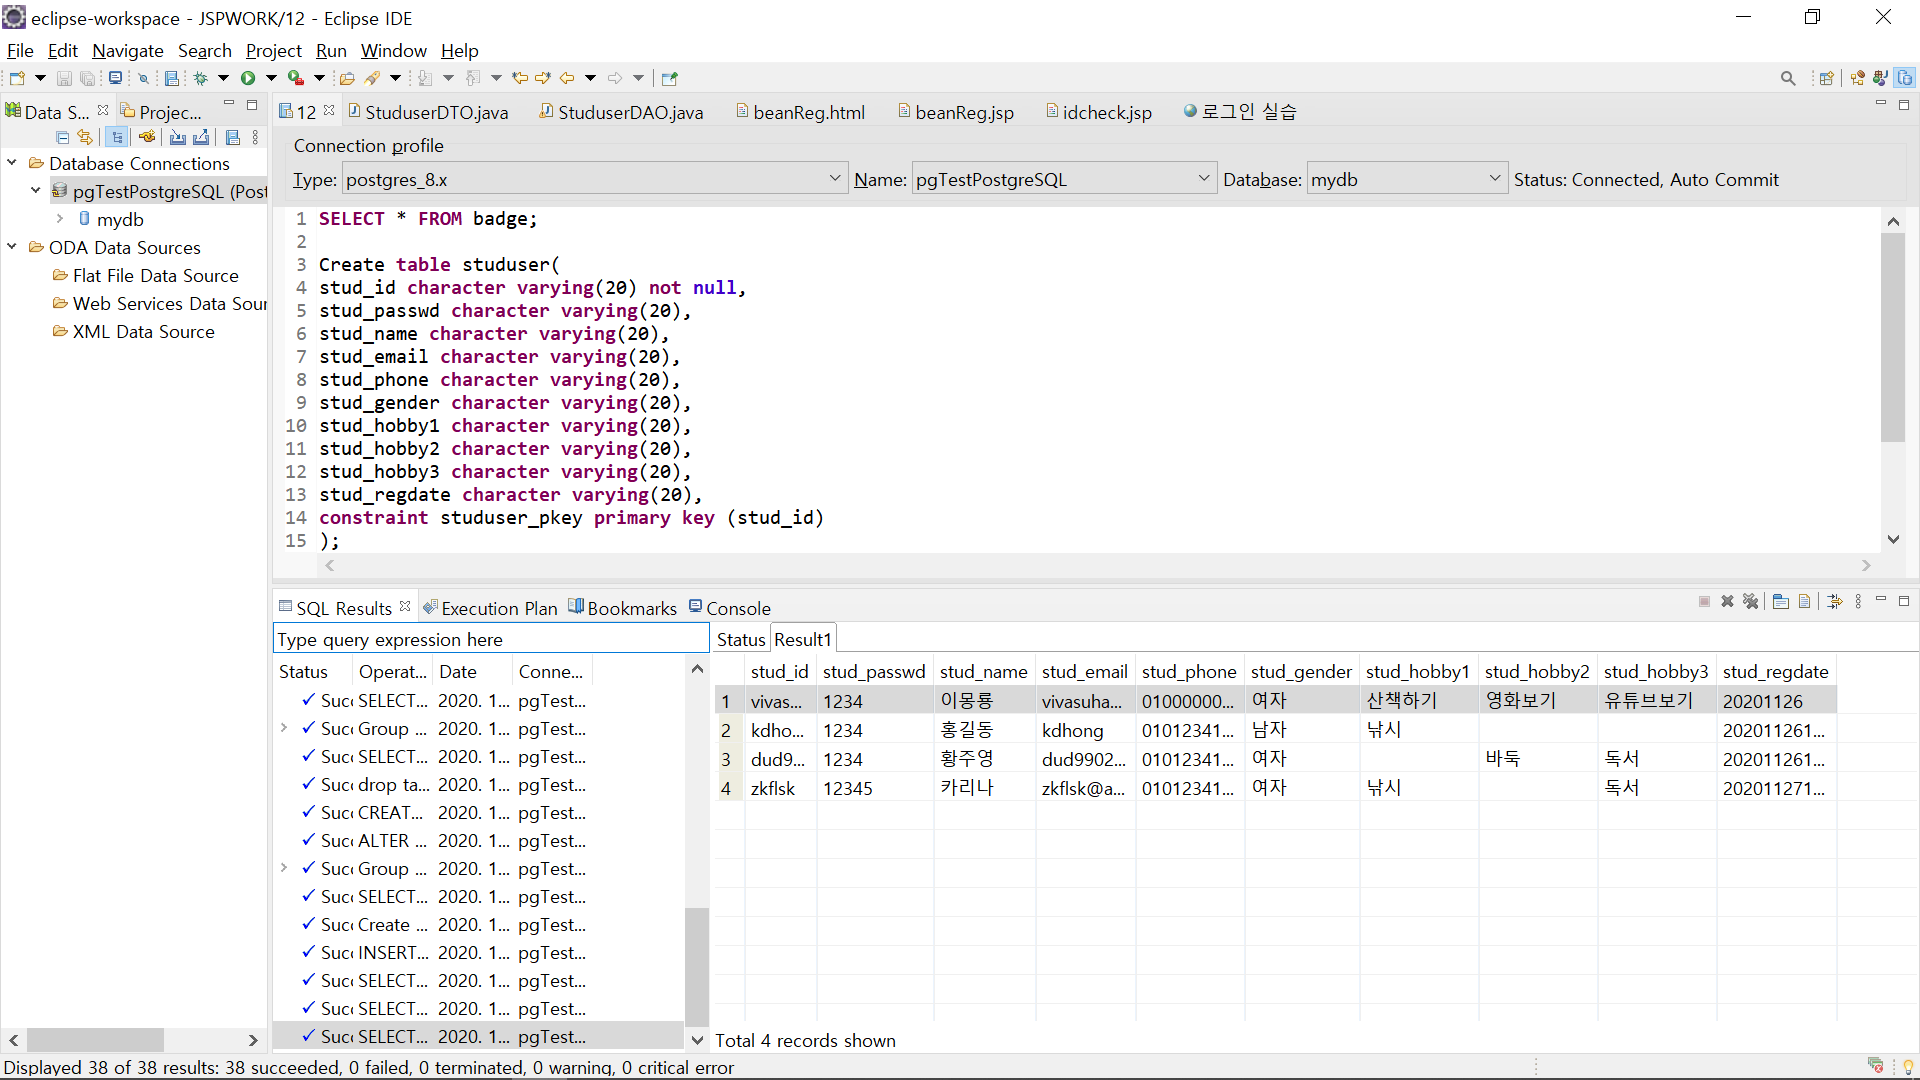 eclipse-workspace - JSPWORK/12 - Eclipse IDE
File Edit Navigate Search Project Run Window Help
Data S... Projec...
12 StuduserDTO.java StuduserDAO.java beanReg.html beanReg.jsp idcheck.jsp 로그인 실습
Connection profile
Type: postgres_8.x Name: pgTestPostgreSQL Database: mydb Status: Connected, Auto Commit
Database Connections
pgTestPostgreSQL (Post
mydb
ODA Data Sources
Flat File Data Source
Web Services Data Sour
XML Data Source
1 SELECT * FROM badge;
2
3 Create table studuser(
4 stud_id character varying(20) not null,
5 stud_passwd character varying(20),
6 stud_name character varying(20),
7 stud_email character varying(20),
8 stud_phone character varying(20),
9 stud_gender character varying(20),
10 stud_hobby1 character varying(20),
11 stud_hobby2 character varying(20),
12 stud_hobby3 character varying(20),
13 stud_regdate character varying(20),
14 constraint studuser_pkey primary key (stud_id)
15 );
SQL Results Execution Plan Bookmarks Console
Type query expression here
Status Operat... Date Conne...
Succ SELECT... 2020. 1... pgTest...
Succ Group ... 2020. 1... pgTest...
Succ SELECT... 2020. 1... pgTest...
Succ drop ta... 2020. 1... pgTest...
Succ CREAT... 2020. 1... pgTest...
Succ ALTER ... 2020. 1... pgTest...
Succ Group ... 2020. 1... pgTest...
Succ SELECT... 2020. 1... pgTest...
Succ Create ... 2020. 1... pgTest...
Succ INSERT... 2020. 1... pgTest...
Succ SELECT... 2020. 1... pgTest...
Succ SELECT... 2020. 1... pgTest...
Succ SELECT... 2020. 1... pgTest...
Status Result1
stud_id stud_passwd stud_name stud_email stud_phone stud_gender stud_hobby1 stud_hobby2 stud_hobby3 stud_regdate
1 vivas... 1234 이몽룡 vivasuha... 01000000... 여자 산책하기 영화보기 유튜브보기 20201126
2 kdho... 1234 홍길동 kdhong 01012341... 남자 낚시 202011261...
3 dud9... 1234 황주영 dud9902... 01012341... 여자 바둑 독서 202011261...
4 zkflsk 12345 카리나 zkflsk@a... 01012341... 여자 낚시 독서 202011271...
Total 4 records shown
Displayed 38 of 38 results: 38 succeeded, 0 failed, 0 terminated, 0 warning, 0 critical error